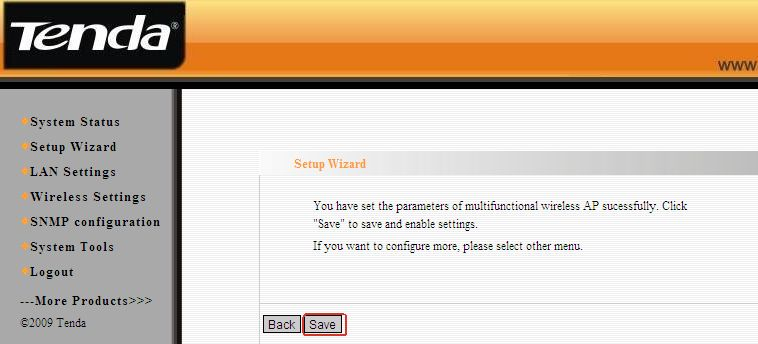 Tenda®
www
System Status
Setup Wizard
LAN Settings
Wireless Settings
SNMP configuration
System Tools
Logout
---More Products>>>
©2009 Tenda
Setup Wizard
You have set the parameters of multifunctional wireless AP sucessfully. Click
"Save" to save and enable settings.
If you want to configure more, please select other menu.
Back Save